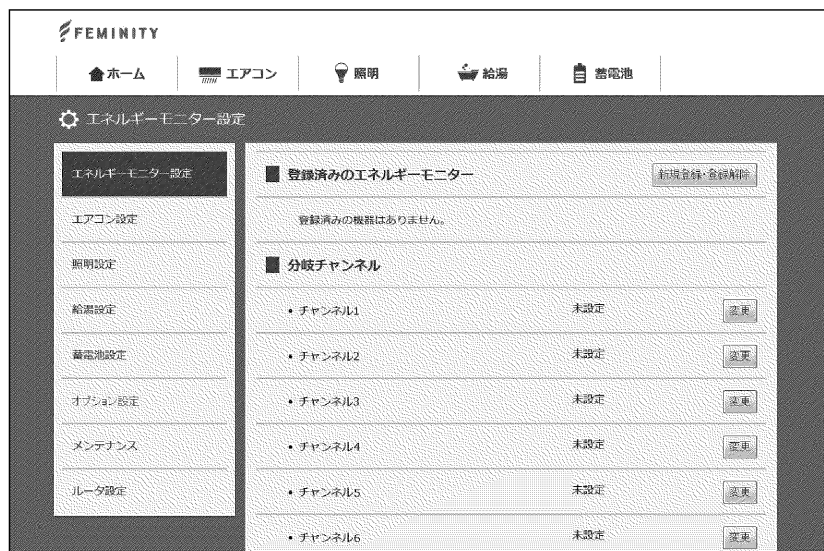 FEMINITY
ホーム エアコン 照明 給湯 蓄電池
エネルギーモニター設定
エネルギーモニター設定
エアコン設定
照明設定
給湯設定
蓄電池設定
オプション設定
メンテナンス
ルータ設定
登録済みのエネルギーモニター 新規登録・登録解除
登録済みの機器はありません。
分岐チャンネル
• チャンネル1 未設定 変更
• チャンネル2 未設定 変更
• チャンネル3 未設定 変更
• チャンネル4 未設定 変更
• チャンネル5 未設定 変更
• チャンネル6 未設定 変更